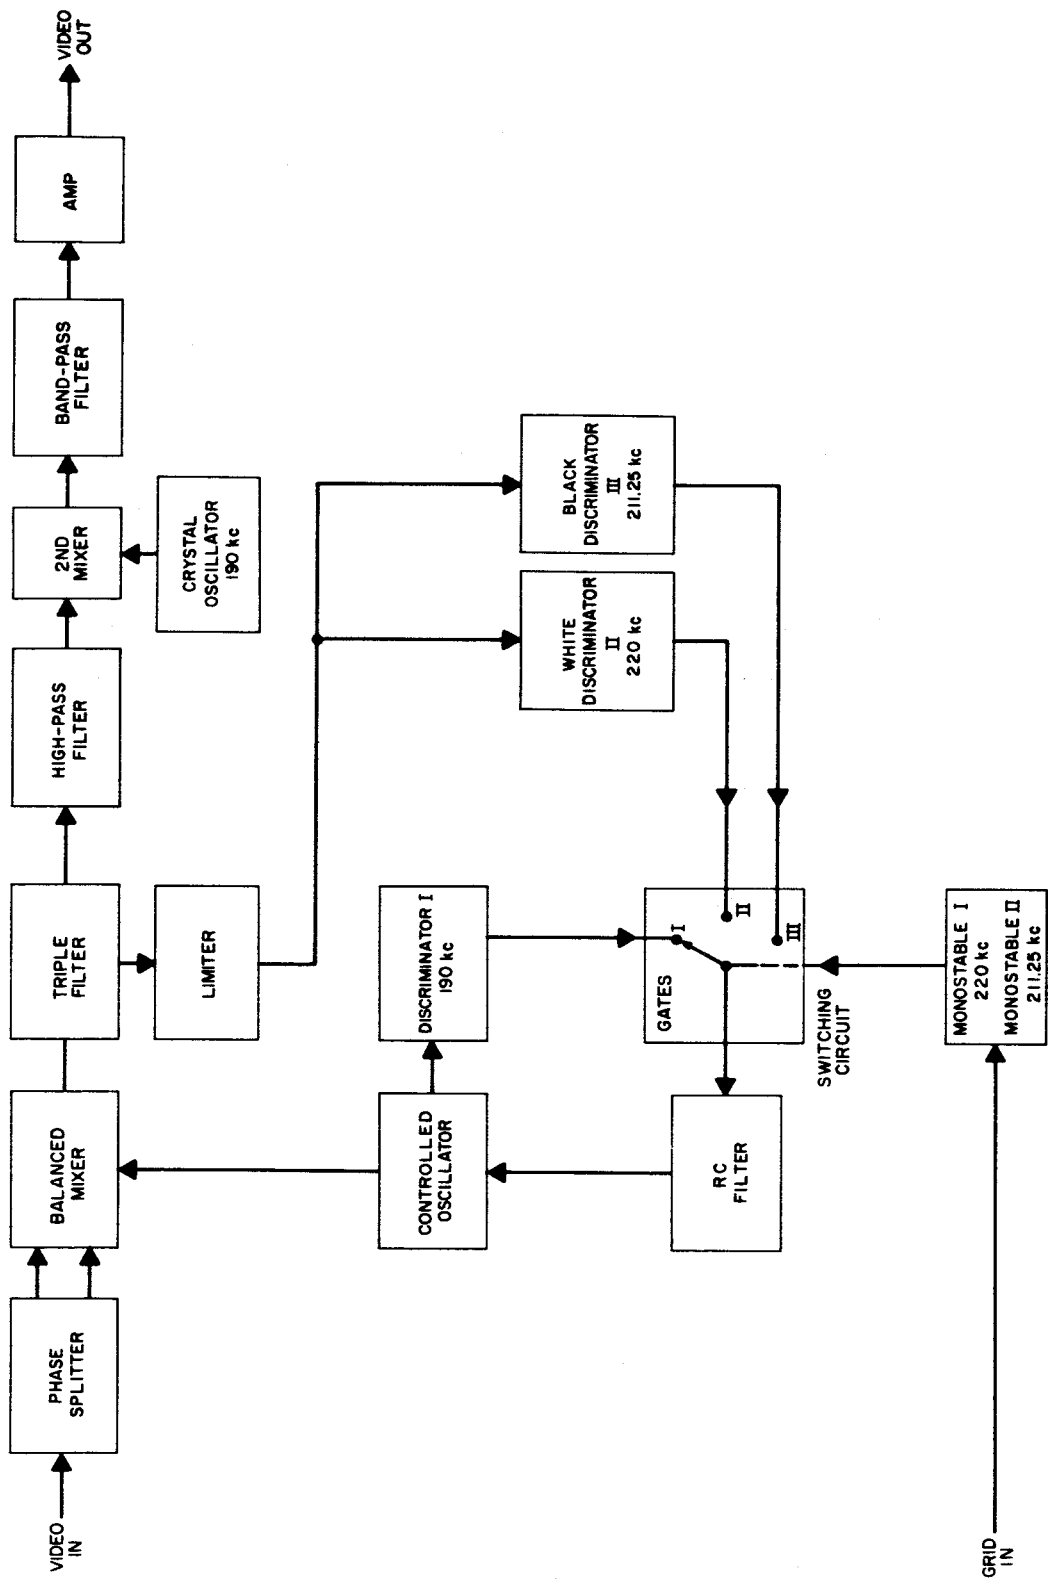 VIDEO
IN
PHASE
SPLITTER
BALANCED
MIXER
TRIPLE
FILTER
HIGH-PASS
FILTER
2ND
MIXER
BAND-PASS
FILTER
AMP
VIDEO
OUT
LIMITER
CRYSTAL
OSCILLATOR
190 kc
CONTROLLED
OSCILLATOR
DISCRIMINATOR I
190 kc
WHITE
DISCRIMINATOR
II
220 kc
BLACK
DISCRIMINATOR
III
211.25 kc
RC
FILTER
GATES
I
II
III
SWITCHING
CIRCUIT
GRID
IN
MONOSTABLE I
220 kc
MONOSTABLE II
211.25 kc